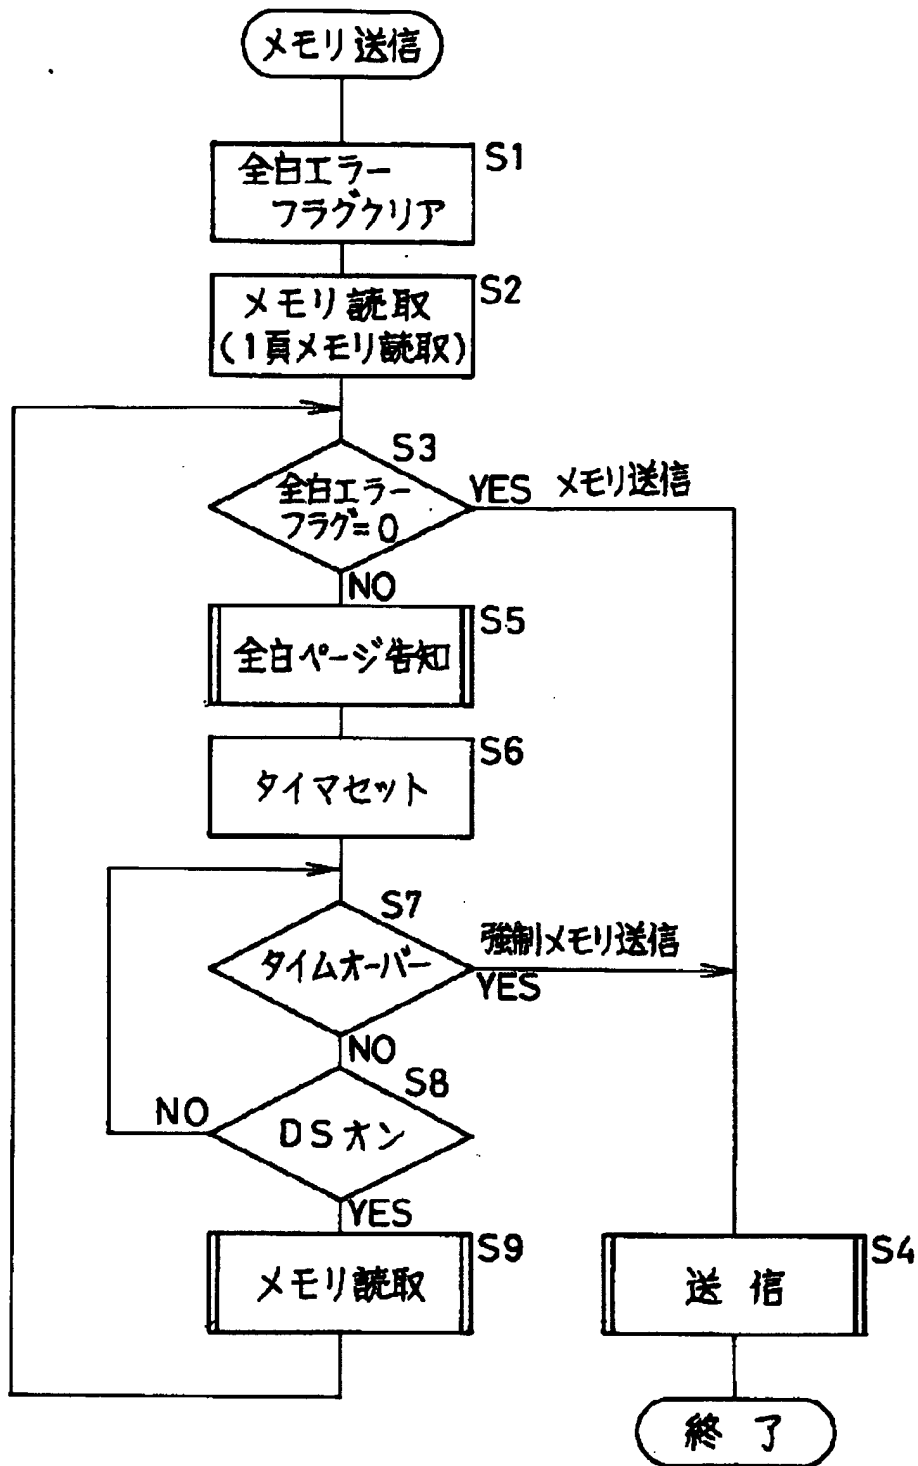 メモリ送信
S1
全白エラー
フラグクリア
S2
メモリ読取
(1頁メモリ読取)
S3
全白エラー
フラグ=0
YES メモリ送信
NO
S5
全白ページ告知
S6
タイマセット
S7
タイムオーバー
強制メモリ送信
YES
NO
S8
DSオン
NO
YES
S9
メモリ読取
S4
送信
終了